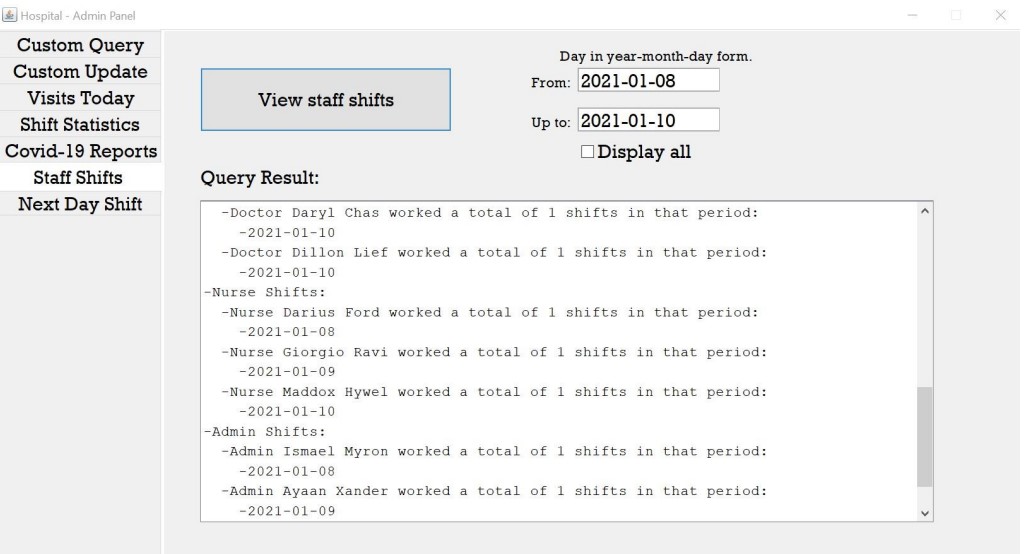 Hospital - Admin Panel
Custom Query
Custom Update
Visits Today
Shift Statistics
Covid-19 Reports
Staff Shifts
Next Day Shift
View staff shifts
Day in year-month-day form.
From: 2021-01-08
Up to: 2021-01-10
Display all
Query Result:
-Doctor Daryl Chas worked a total of 1 shifts in that period:
-2021-01-10
-Doctor Dillon Lief worked a total of 1 shifts in that period:
-2021-01-10
-Nurse Shifts:
-Nurse Darius Ford worked a total of 1 shifts in that period:
-2021-01-08
-Nurse Giorgio Ravi worked a total of 1 shifts in that period:
-2021-01-09
-Nurse Maddox Hywel worked a total of 1 shifts in that period:
-2021-01-10
-Admin Shifts:
-Admin Ismael Myron worked a total of 1 shifts in that period:
-2021-01-08
-Admin Ayaan Xander worked a total of 1 shifts in that period:
-2021-01-09